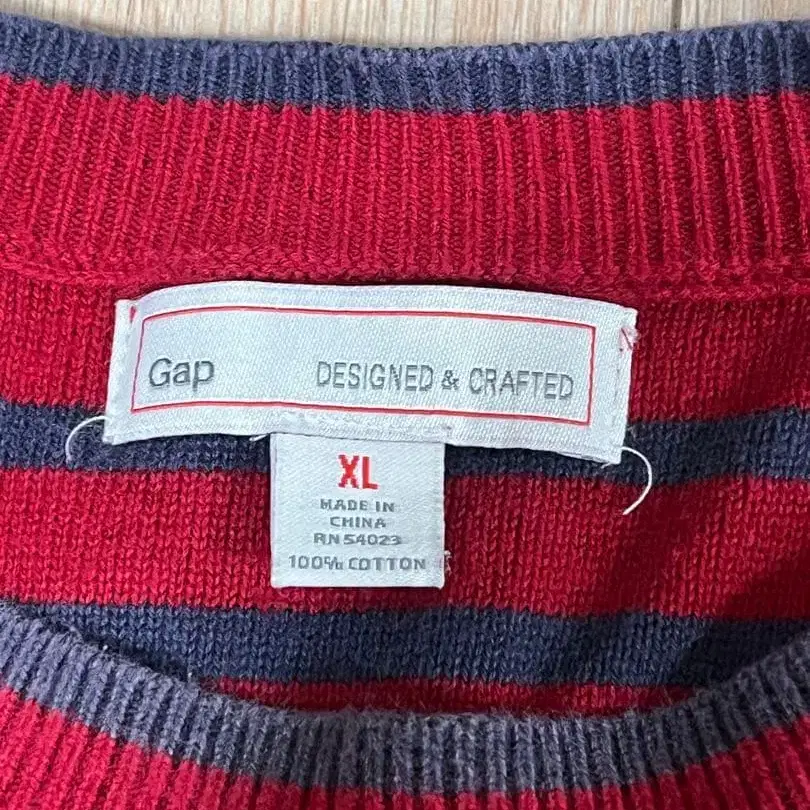 Gap DESIGNED & CRAFTED
XL
MADE IN
CHINA
RN 54023
100% COTTON